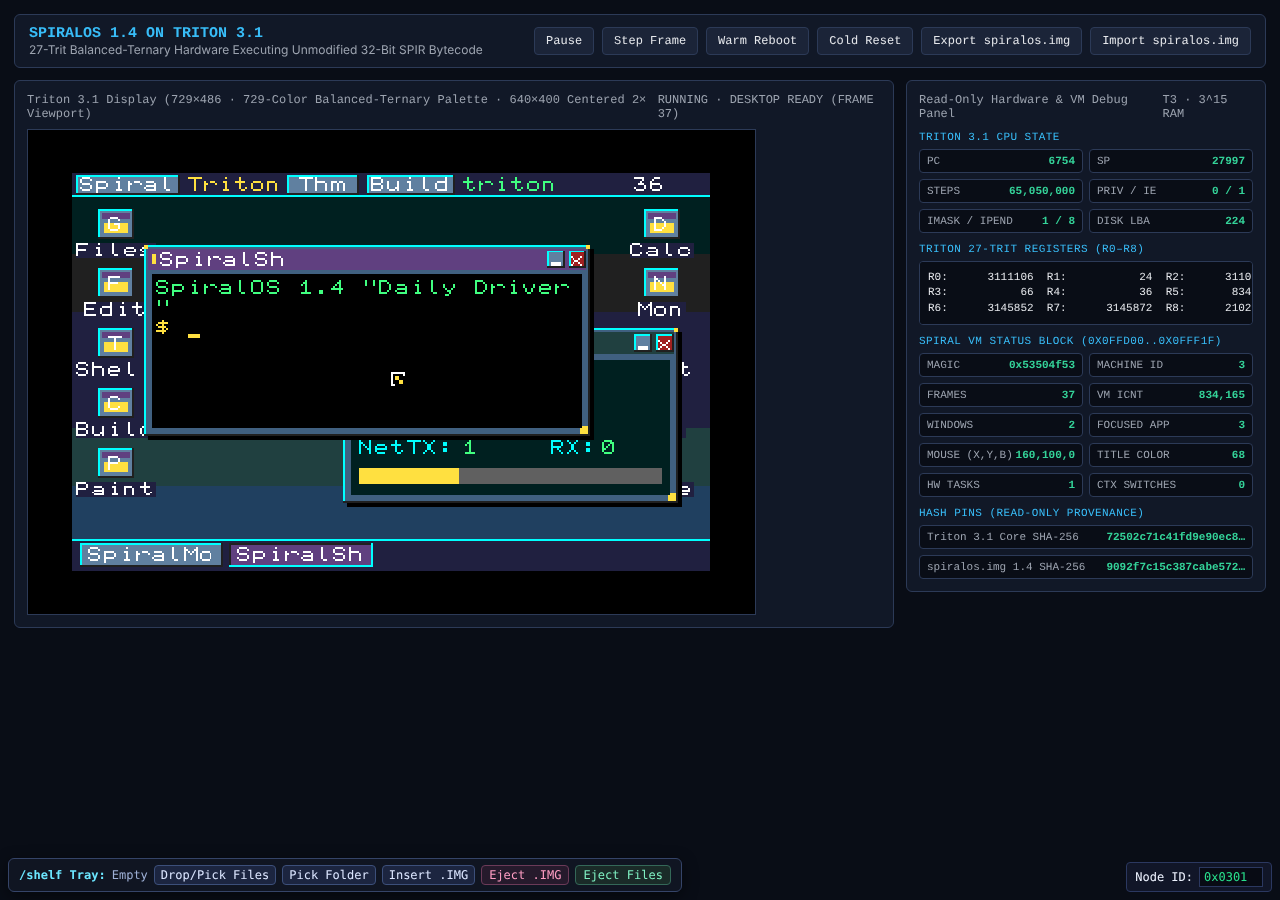 SPIRALOS 1.4 ON TRITON 3.1
27-Trit Balanced-Ternary Hardware Executing Unmodified 32-Bit SPIR Bytecode
Pause
Step Frame
Warm Reboot
Cold Reset
Export spiralos.img
Import spiralos.img
Triton 3.1 Display (729×486 · 729-Color Balanced-Ternary Palette · 640×400 Centered 2×
Viewport)
RUNNING · DESKTOP READY (FRAME
37)
Spiral Triton Thm Build triton 36
G
Files
F
Edit
T
Shel
C
Build
P
Paint
D
Calc
N
Mon
SpiralSh
SpiralOS 1.4 "Daily Driver
"
$ _
NetTX: 1 RX:0
SpiralMo SpiralSh
Read-Only Hardware & VM Debug
Panel
T3 · 3^15
RAM
TRITON 3.1 CPU STATE
PC 6754
SP 27997
STEPS 65,050,000
PRIV / IE 0 / 1
IMASK / IPEND 1 / 8
DISK LBA 224
TRITON 27-TRIT REGISTERS (R0–R8)
R0: 3111106 R1: 24 R2: 3110
R3: 66 R4: 36 R5: 834
R6: 3145852 R7: 3145872 R8: 2102
SPIRAL VM STATUS BLOCK (0X0FFD00..0X0FFF1F)
MAGIC 0x53504f53
MACHINE ID 3
FRAMES 37
VM ICNT 834,165
WINDOWS 2
FOCUSED APP 3
MOUSE (X,Y,B) 160,100,0
TITLE COLOR 68
HW TASKS 1
CTX SWITCHES 0
HASH PINS (READ-ONLY PROVENANCE)
Triton 3.1 Core SHA-256 72502c71c41fd9e90ec8…
spiralos.img 1.4 SHA-256 9092f7c15c387cabe572…
/shelf Tray: Empty
Drop/Pick Files
Pick Folder
Insert .IMG
Eject .IMG
Eject Files
Node ID: 0x0301